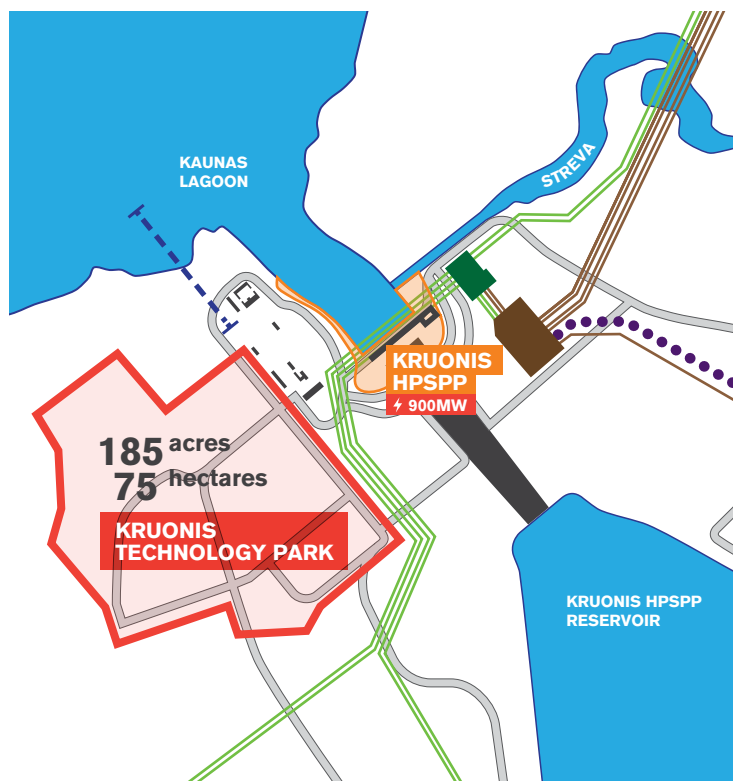 KAUNAS
LAGOON
STREVA
KRUONIS
HPSPP
900MW
185 acres
75 hectares
KRUONIS
TECHNOLOGY PARK
KRUONIS HPSPP
RESERVOIR